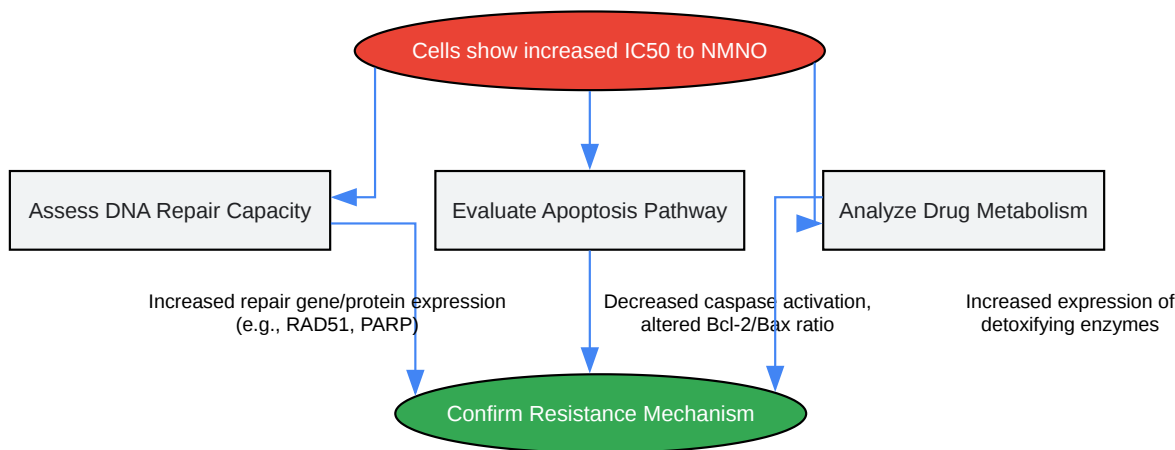 Cells show increased IC50 to NMNO
Assess DNA Repair Capacity
Evaluate Apoptosis Pathway
Analyze Drug Metabolism
Increased repair gene/protein expression
(e.g., RAD51, PARP)
Decreased caspase activation,
altered Bcl-2/Bax ratio
Increased expression of
detoxifying enzymes
Confirm Resistance Mechanism